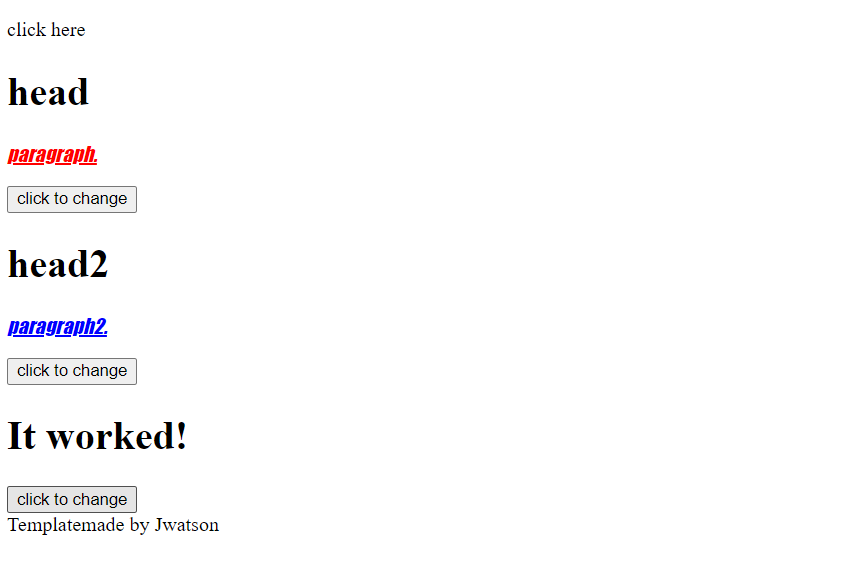 click here
head
paragraph.
click to change
head2
paragraph2.
click to change
It worked!
click to change
Templatemade by Jwatson